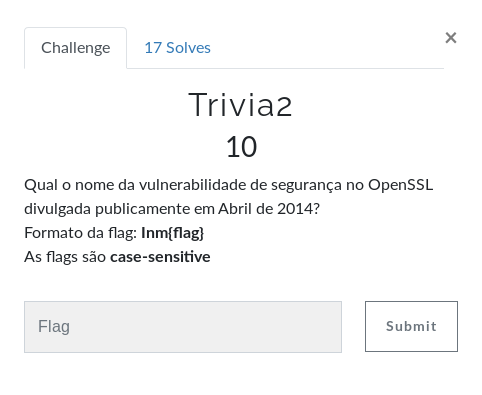 Challenge
17 Solves
×
Trivia2
10
Qual o nome da vulnerabilidade de segurança no OpenSSL
divulgada publicamente em Abril de 2014?
Formato da flag: Inm{flag}
As flags são case-sensitive
Flag
Submit